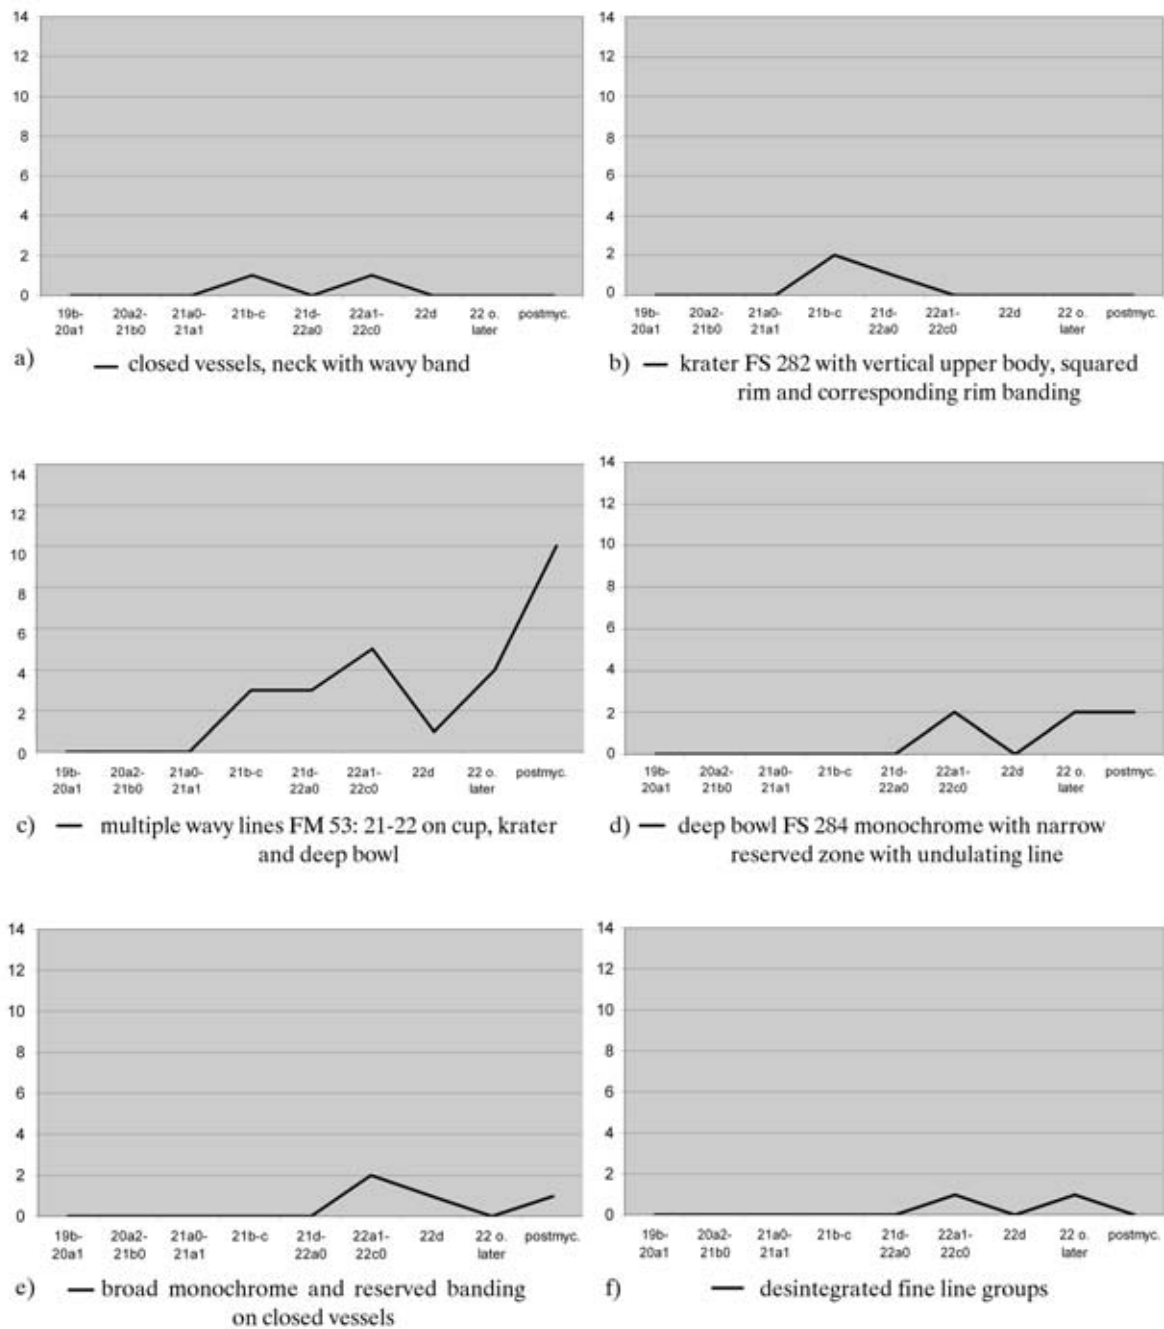 14
12
10
8
6
4
2
0
19b- 20a2- 21a0- 21b-c 21d- 22a1- 22d 22 o. postmyc.
20a1 21b0 21a1 22a0 22c0 later
a) closed vessels, neck with wavy band
14
12
10
8
6
4
2
0
19b- 20a2- 21a0- 21b-c 21d- 22a1- 22d 22 o. postmyc.
20a1 21b0 21a1 22a0 22c0 later
b) krater FS 282 with vertical upper body, squared
rim and corresponding rim banding
14
12
10
8
6
4
2
0
19b- 20a2- 21a0- 21b-c 21d- 22a1- 22d 22 o. postmyc.
20a1 21b0 21a1 22a0 22c0 later
c) multiple wavy lines FM 53: 21-22 on cup, krater
and deep bowl
14
12
10
8
6
4
2
0
19b- 20a2- 21a0- 21b-c 21d- 22a1- 22d 22 o. postmyc.
20a1 21b0 21a1 22a0 22c0 later
d) deep bowl FS 284 monochrome with narrow
reserved zone with undulating line
14
12
10
8
6
4
2
0
19b- 20a2- 21a0- 21b-c 21d- 22a1- 22d 22 o. postmyc.
20a1 21b0 21a1 22a0 22c0 later
e) broad monochrome and reserved banding
on closed vessels
14
12
10
8
6
4
2
0
19b- 20a2- 21a0- 21b-c 21d- 22a1- 22d 22 o. postmyc.
20a1 21b0 21a1 22a0 22c0 later
f) desintegrated fine line groups